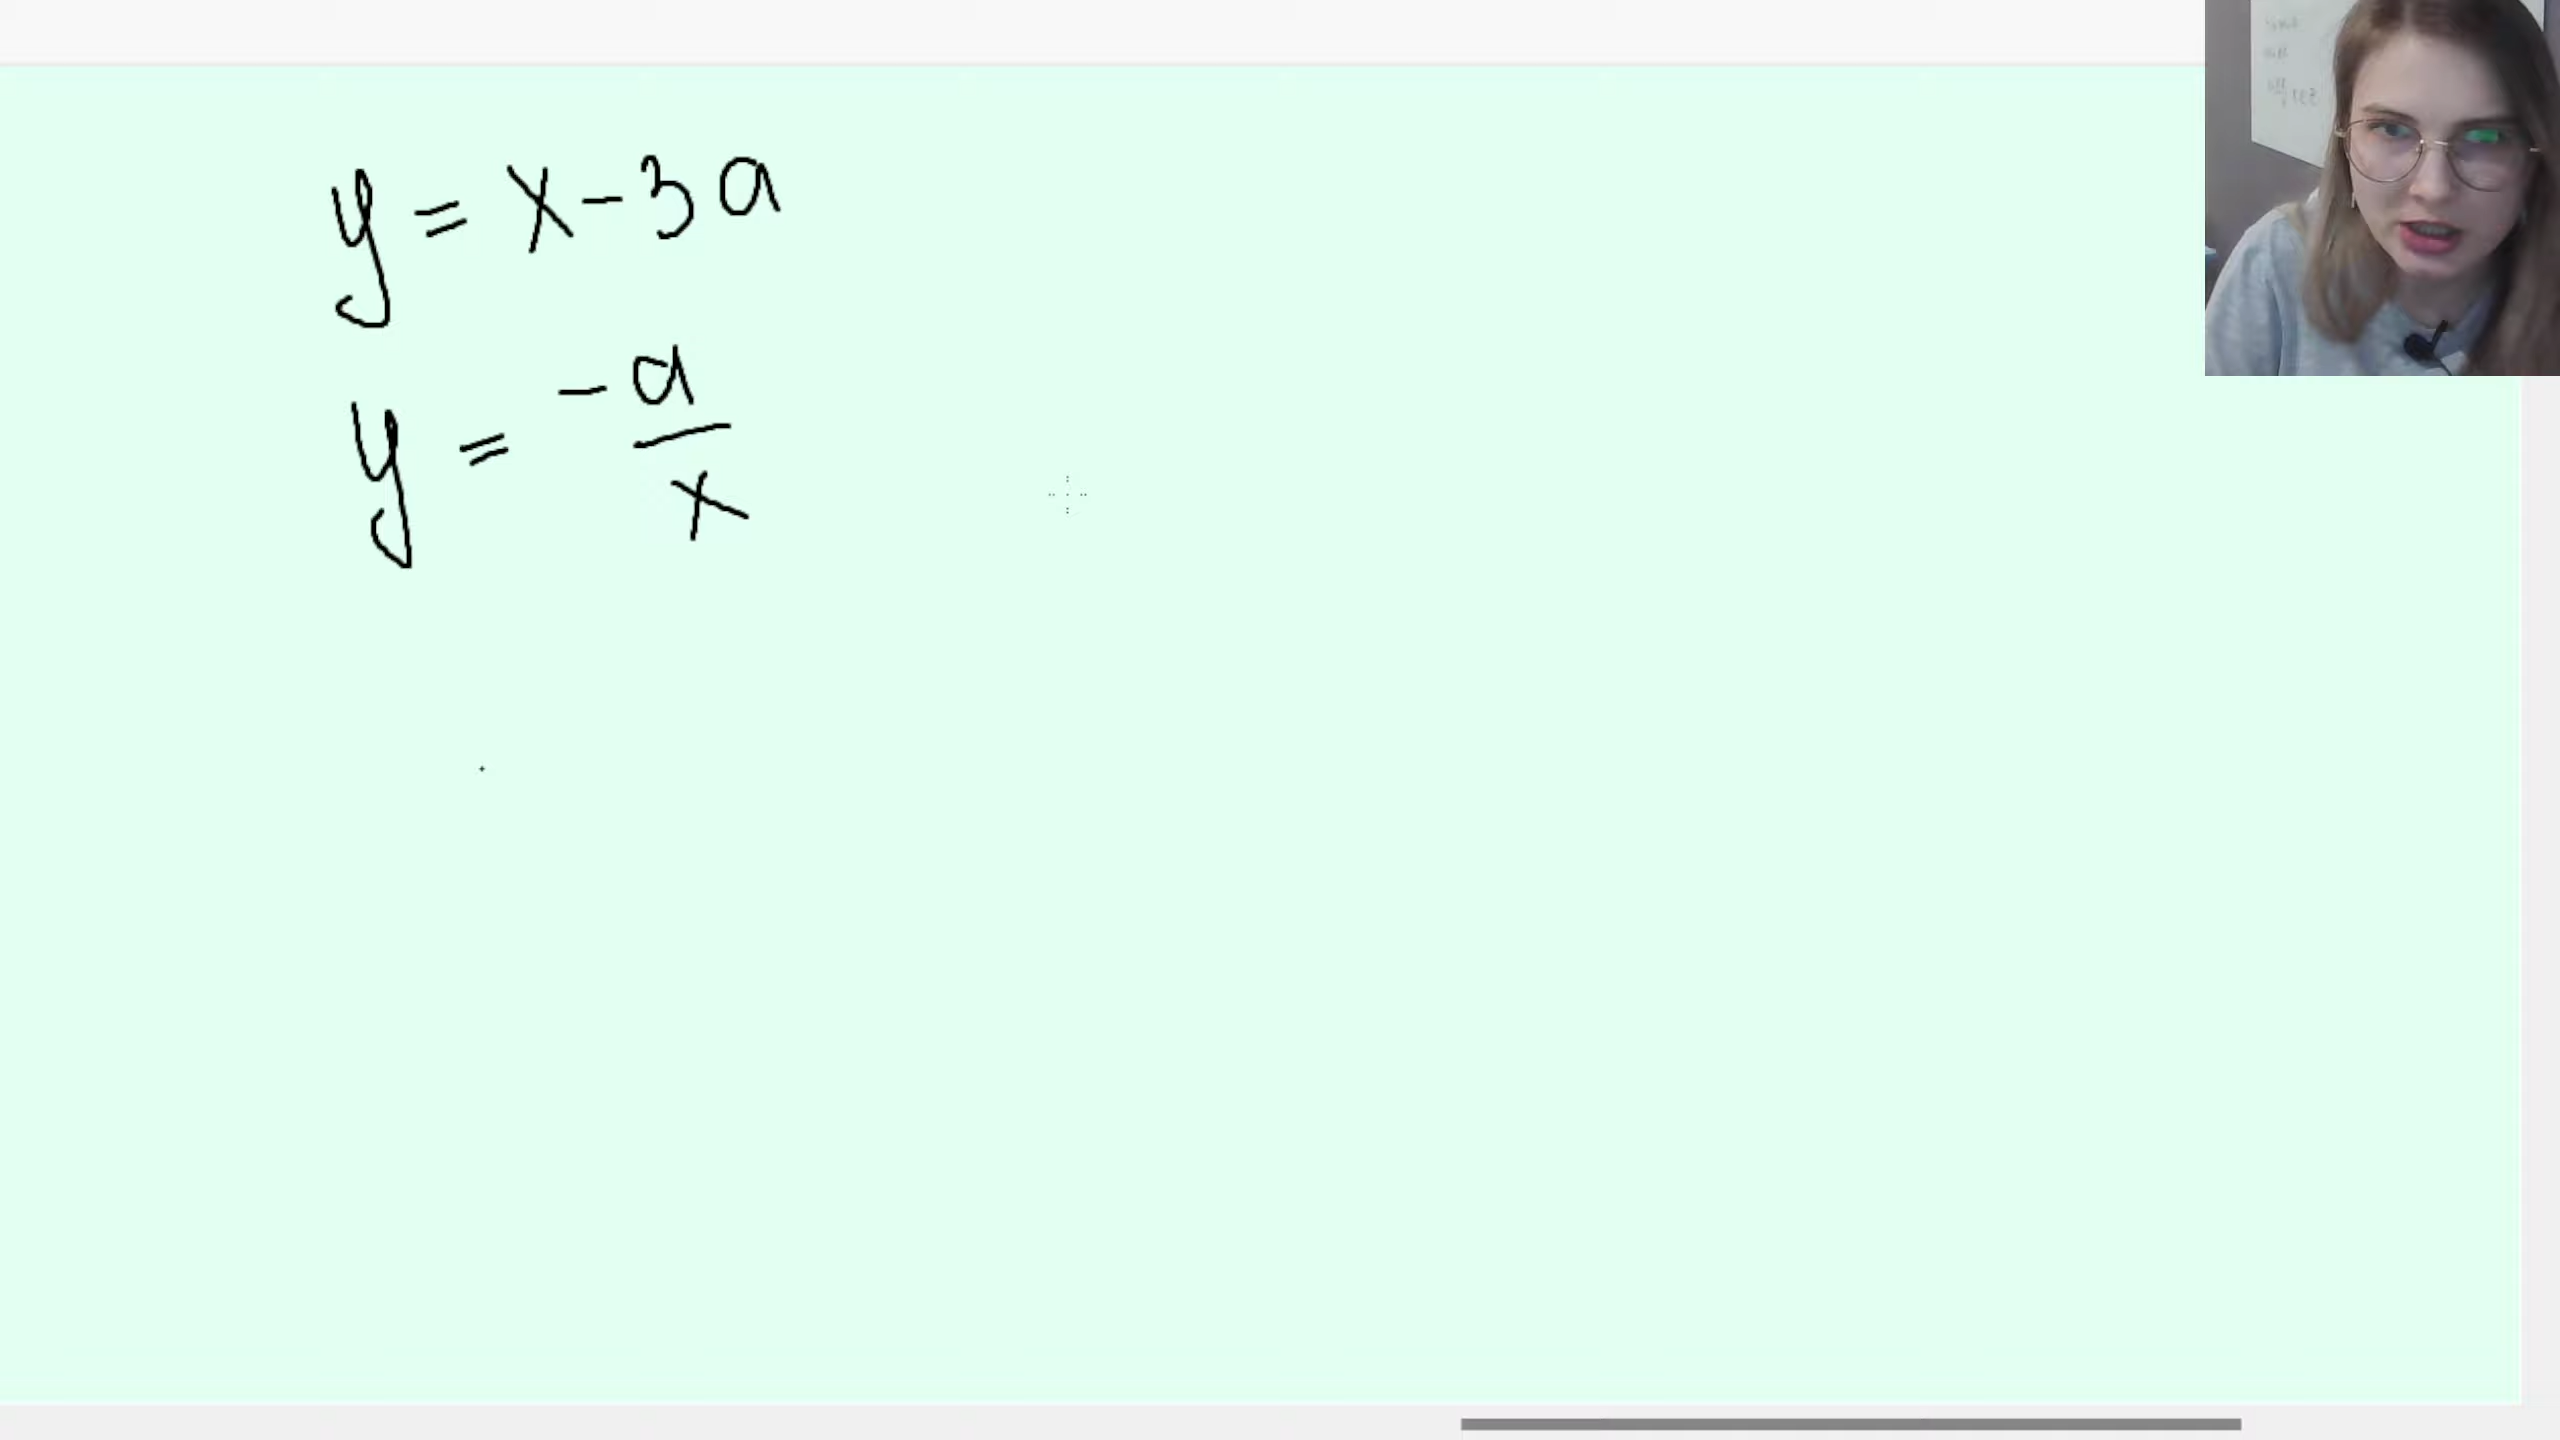 y = x - 3a
y = -a/x